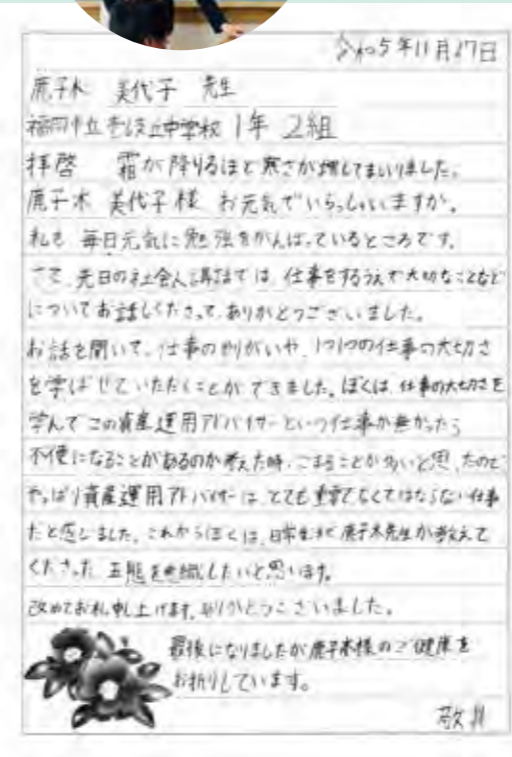 令和5年11月27日
原子木 美代子 先生
福岡市立 中学校 1年 2組
拝啓 霜が降りるほど寒さが増してまいりました。
原子木 美代子様 お元気でいらっしゃいますか。
私も 毎日元気に勉強をがんばっているところです。
さて、先日の社会人講話では、仕事をするうえで大切なことなど
についてお話しくださって、ありがとうございました。
お話を聞いて、仕事のやりがいや、1つ1つの仕事の大切さ
を学ばせていただくことができました。ぼくは、仕事の大切さを
学んでこの資産運用アドバイザーという仕事が無かったら
不便になることがあるのか考えた時、こまることが多いと思ったので
やっぱり資産運用アドバイザーは、とても重要でなくてはならない仕事
だと感じました。これからぼくは、日常生活 原子木先生が教えて
くださった 五態を意識したいと思います。
改めてお礼申し上げます。ありがとうございました。
最後になりましたが原子木様のご健康を
お祈りしています。
敬具